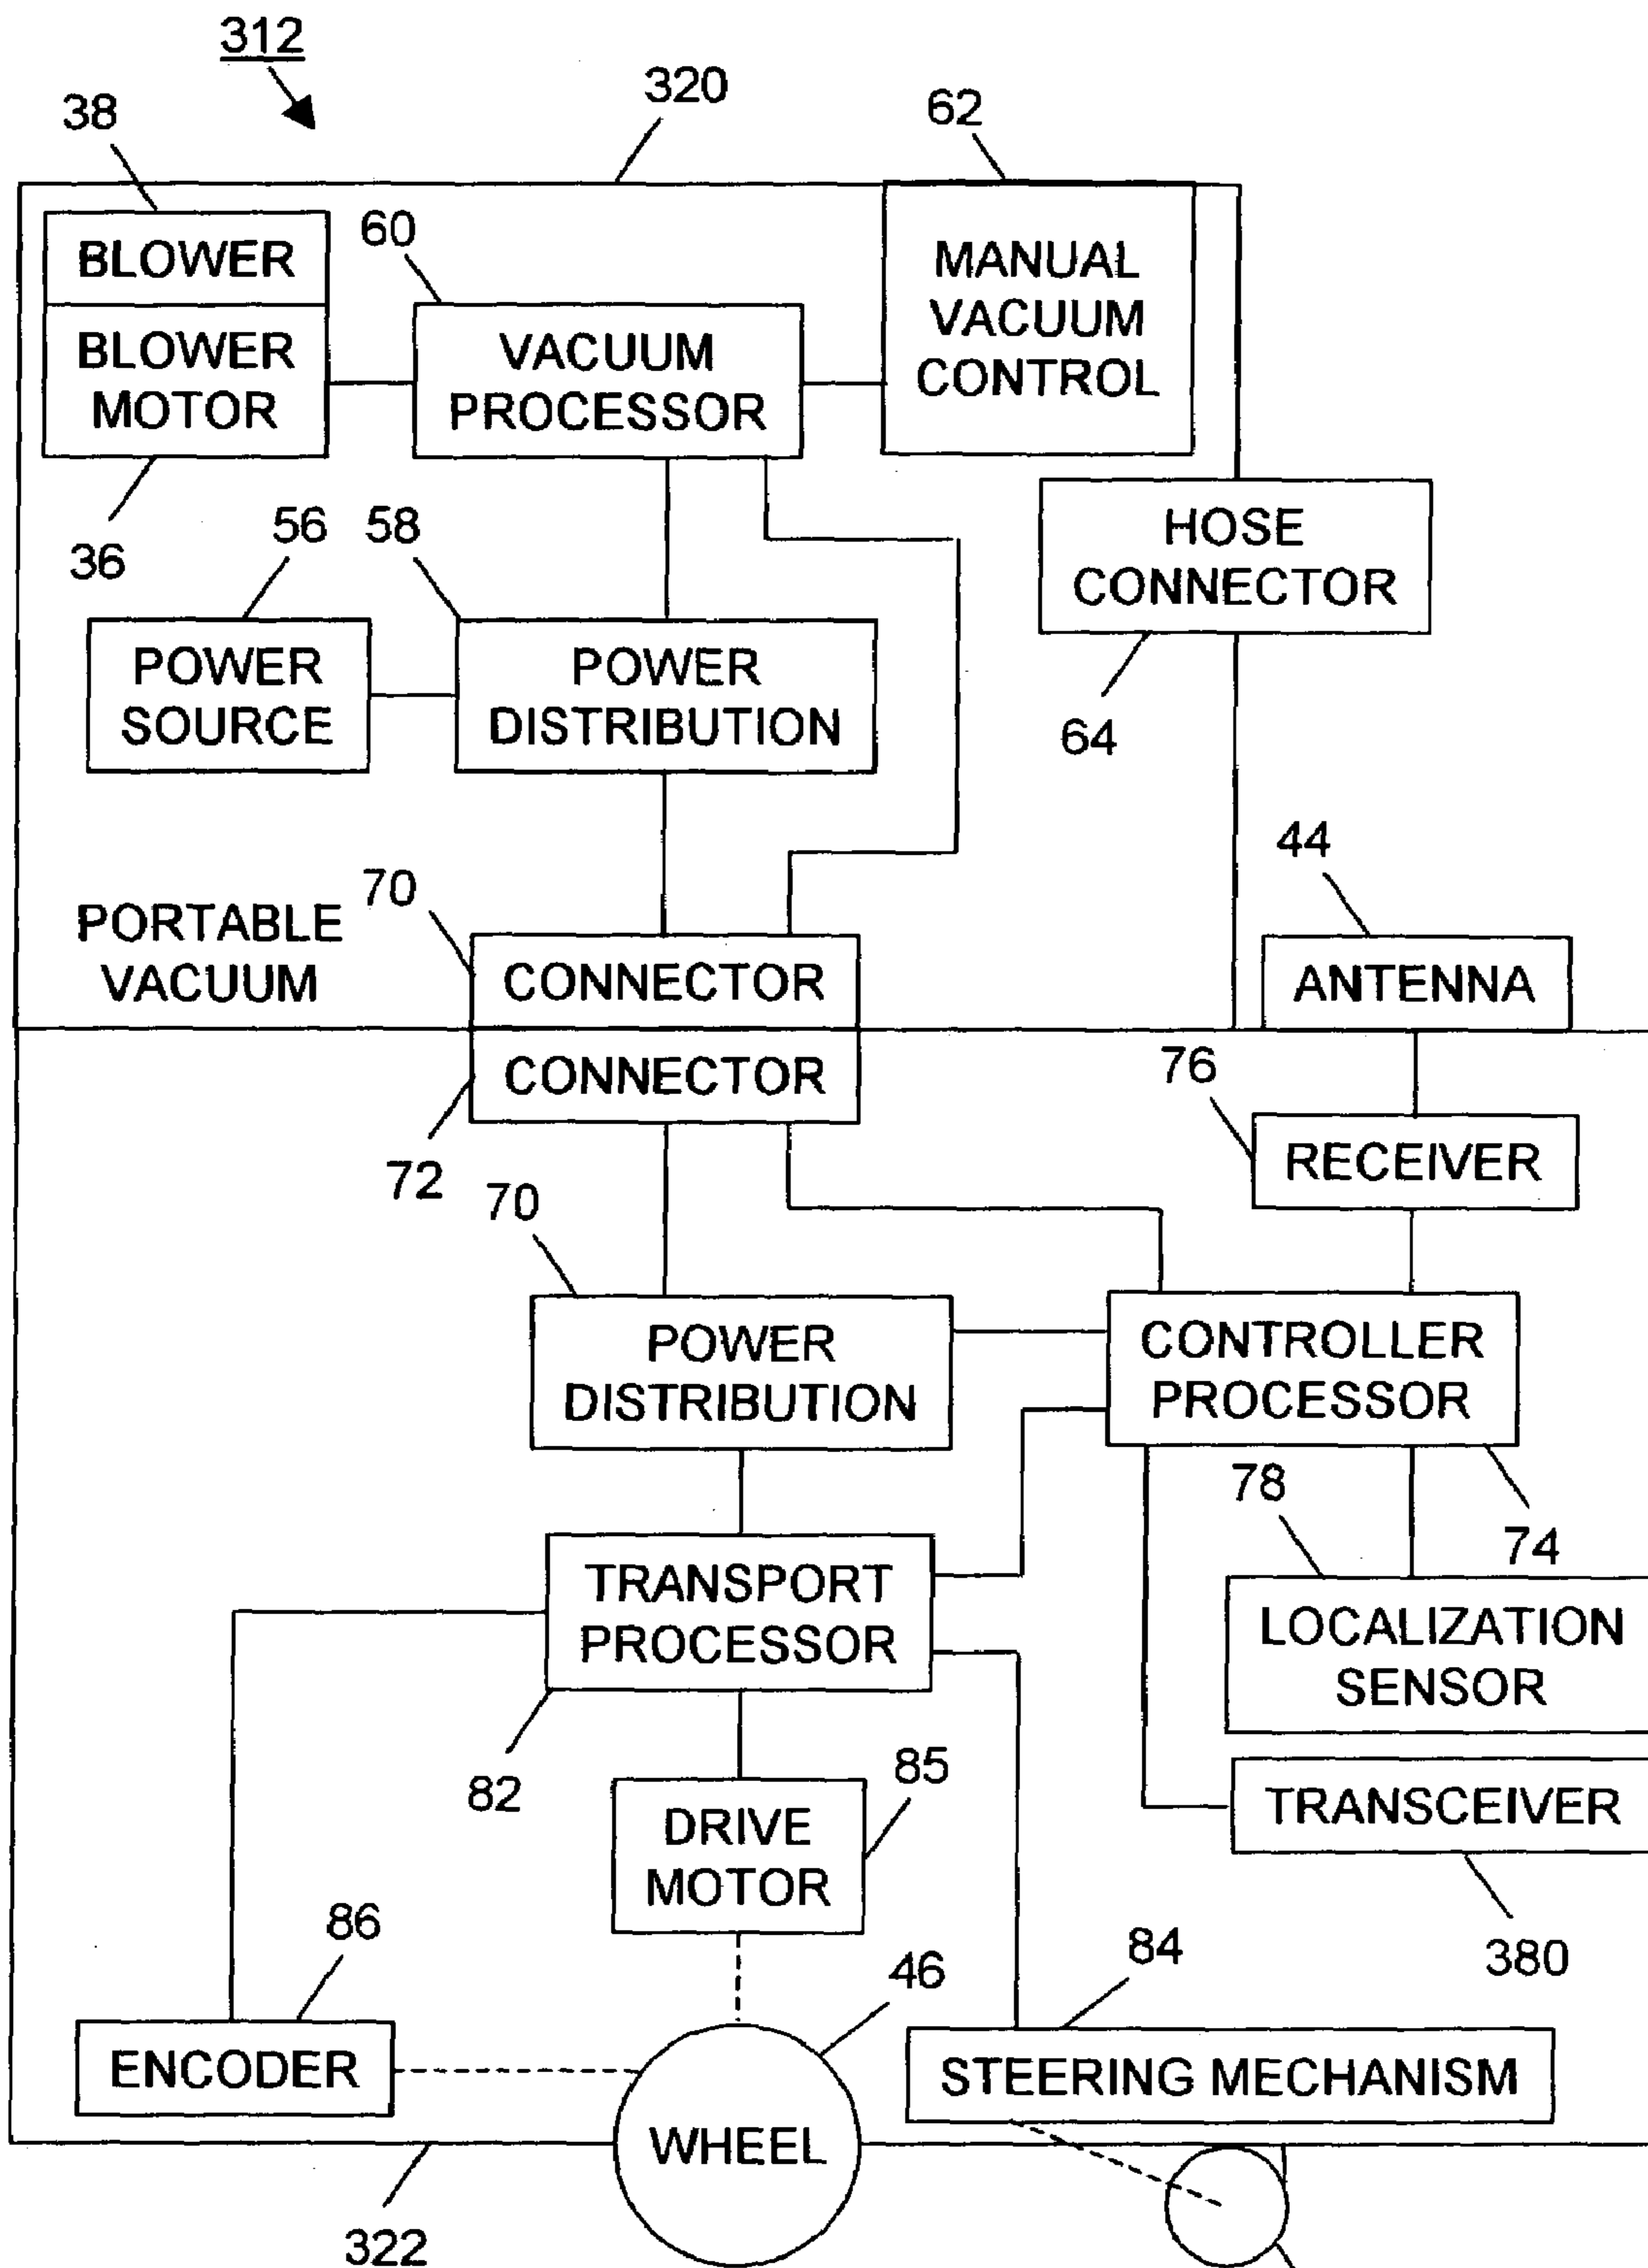 312
320
62
38
60
BLOWER
MANUAL
VACUUM
CONTROL
BLOWER
MOTOR
VACUUM
PROCESSOR
36
56
58
HOSE
CONNECTOR
POWER
SOURCE
POWER
DISTRIBUTION
64
44
70
PORTABLE
VACUUM
CONNECTOR
ANTENNA
CONNECTOR
76
72
RECEIVER
70
POWER
DISTRIBUTION
CONTROLLER
PROCESSOR
78
74
TRANSPORT
PROCESSOR
LOCALIZATION
SENSOR
82
85
TRANSCEIVER
DRIVE
MOTOR
86
380
46
84
ENCODER
STEERING MECHANISM
WHEEL
322